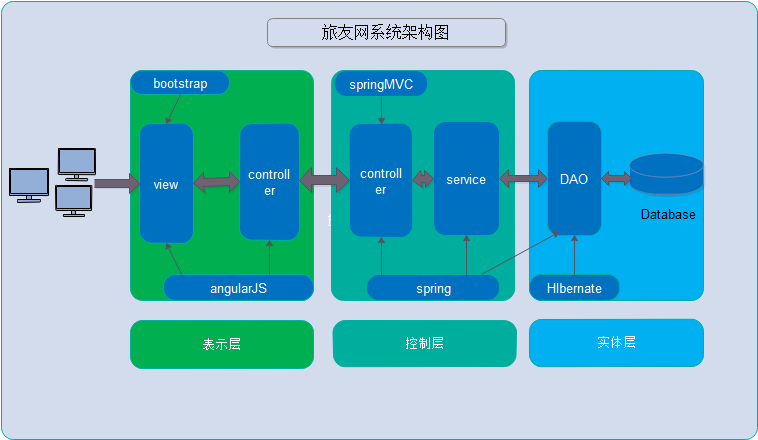 旅友网系统架构图
bootstrap
springMVC
view
controll
er
controll
er
service
DAO
Database
angularJS
spring
HIbernate
表示层
控制层
实体层